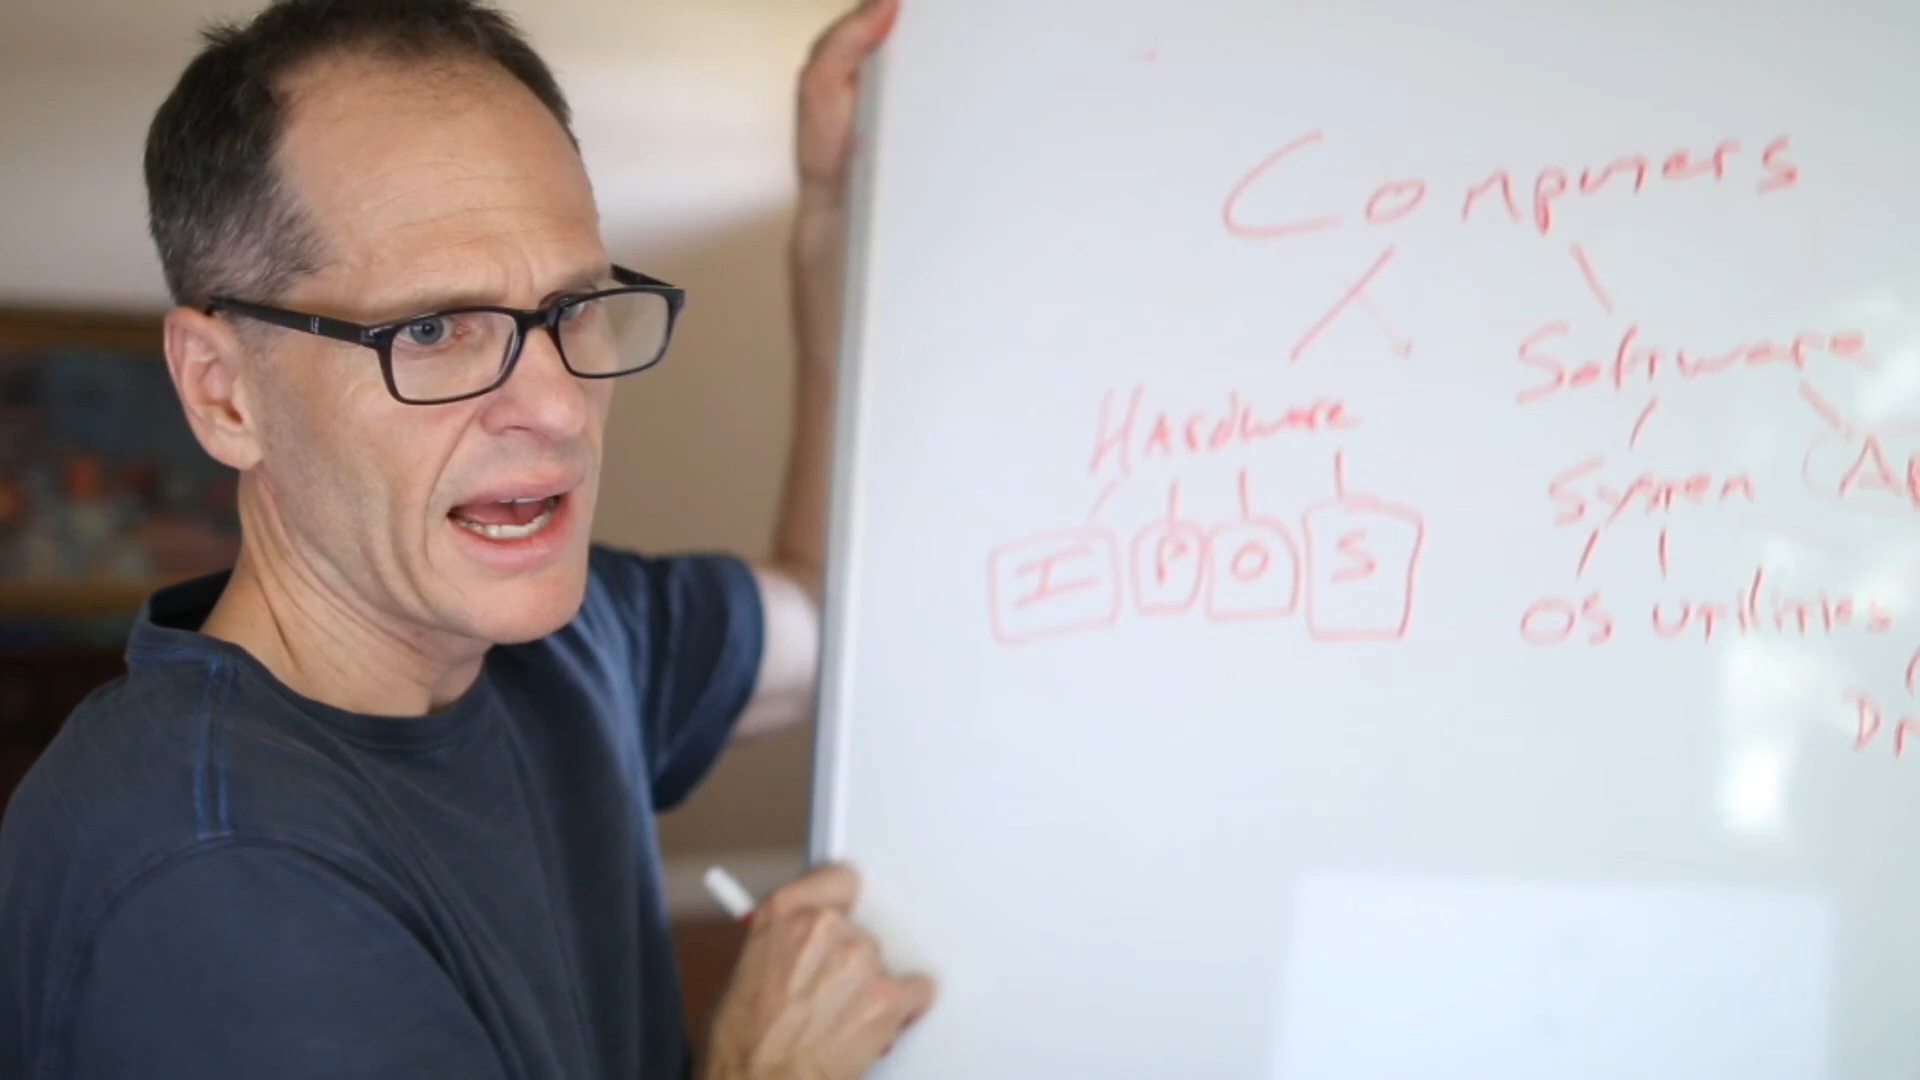 Computers
Software
Hardware
System
I P O S
OS utilities